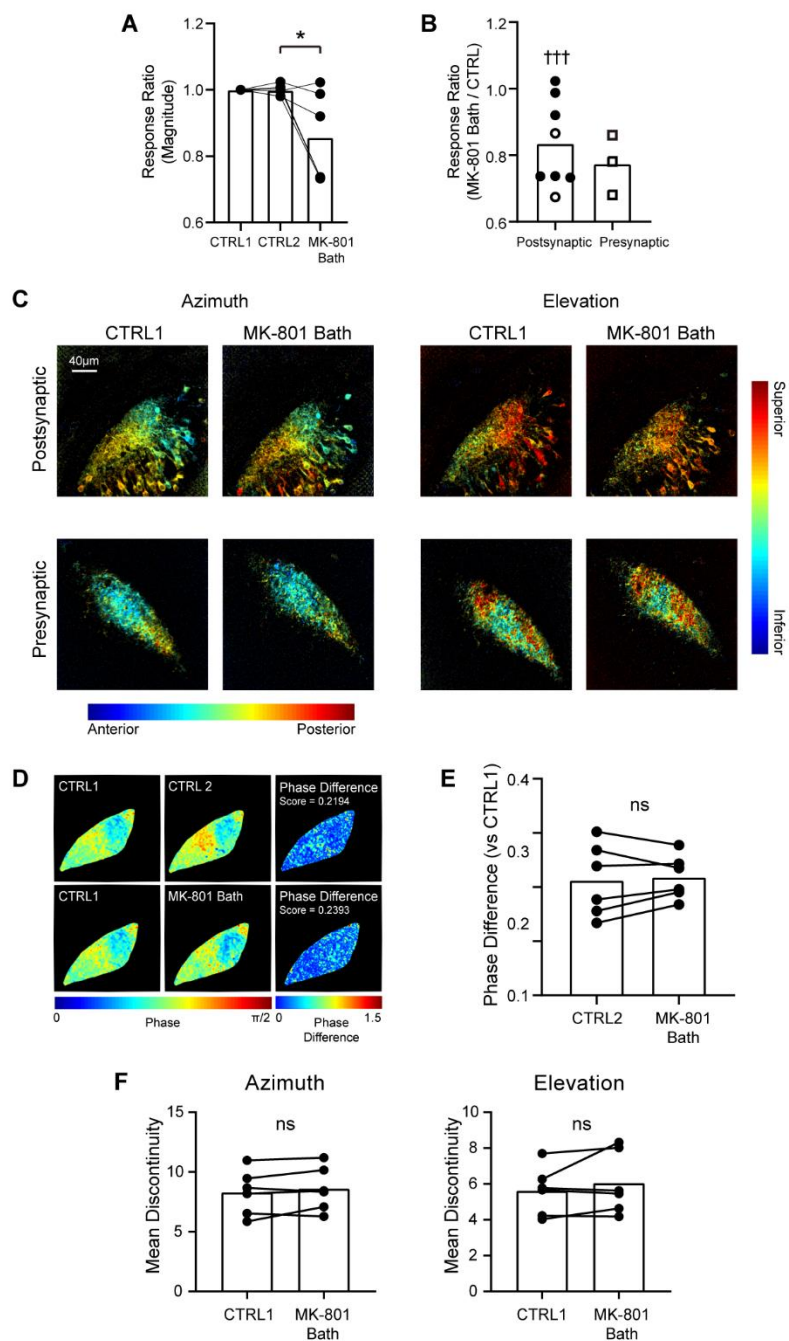 A
Response Ratio
(Magnitude)
1.2
1.0
0.8
0.6
*
CTRL1
CTRL2
MK-801
Bath
B
Response Ratio
(MK-801 Bath / CTRL)
1.2
1.0
0.8
0.6
†††
Postsynaptic
Presynaptic
C
Azimuth
Elevation
CTRL1
MK-801 Bath
CTRL1
MK-801 Bath
40µm
Postsynaptic
Presynaptic
Superior
Inferior
Anterior
Posterior
D
CTRL1
CTRL 2
Phase Difference
Score = 0.2194
CTRL1
MK-801 Bath
Phase Difference
Score = 0.2393
0
Phase
π/2
0
Phase
Difference
1.5
E
Phase Difference (vs CTRL1)
0.4
0.3
0.2
0.1
ns
CTRL2
MK-801
Bath
F
Azimuth
Mean Discontinuity
15
10
5
0
ns
CTRL1
MK-801
Bath
Elevation
Mean Discontinuity
10
8
6
4
2
0
ns
CTRL1
MK-801
Bath